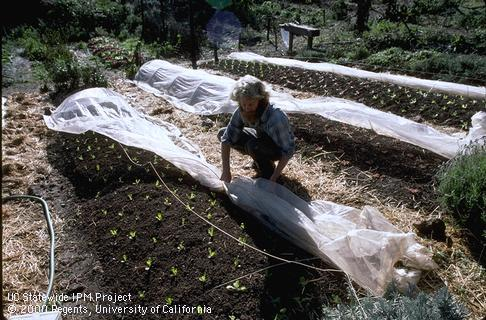 UC Statewide IPM Project
© 2000 Regents, University of California